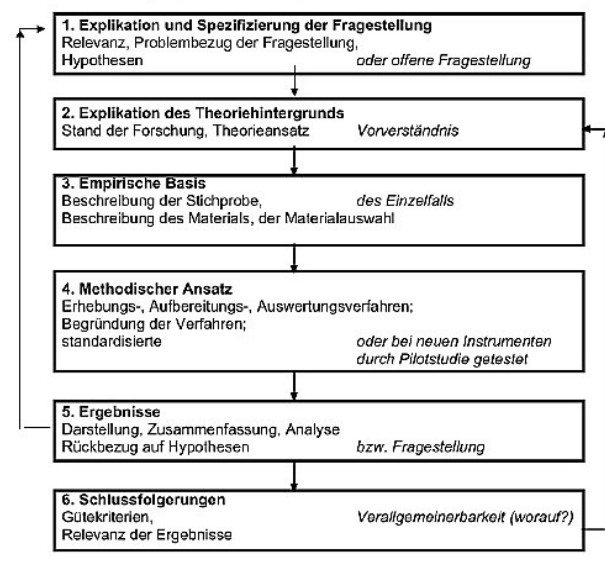 1. Explikation und Spezifizierung der Fragestellung
Relevanz, Problembezug der Fragestellung,
Hypothesen oder offene Fragestellung
2. Explikation des Theoriehintergrunds
Stand der Forschung, Theorieansatz Vorverständnis
3. Empirische Basis
Beschreibung der Stichprobe, des Einzelfalls
Beschreibung des Materials, der Materialauswahl
4. Methodischer Ansatz
Erhebungs-, Aufbereitungs-, Auswertungsverfahren;
Begründung der Verfahren;
standardisierte oder bei neuen Instrumenten
durch Pilotstudie getestet
5. Ergebnisse
Darstellung, Zusammenfassung, Analyse
Rückbezug auf Hypothesen bzw. Fragestellung
6. Schlussfolgerungen
Gütekriterien, Verallgemeinerbarkeit (worauf?)
Relevanz der Ergebnisse